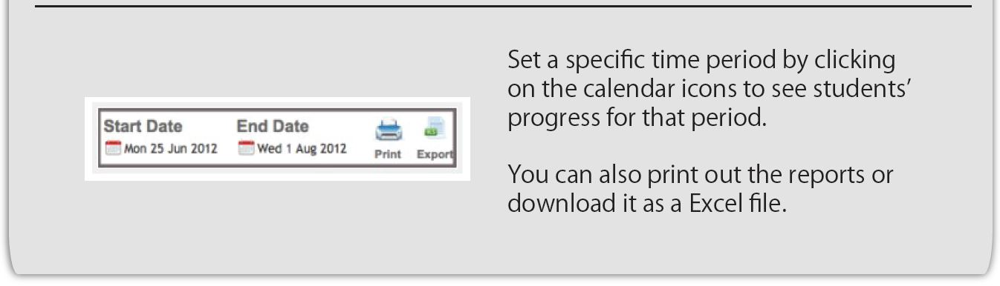 Start Date
End Date
Mon 25 Jun 2012
Wed 1 Aug 2012
Print
Export
Set a specific time period by clicking
on the calendar icons to see students’
progress for that period.
You can also print out the reports or
download it as a Excel file.